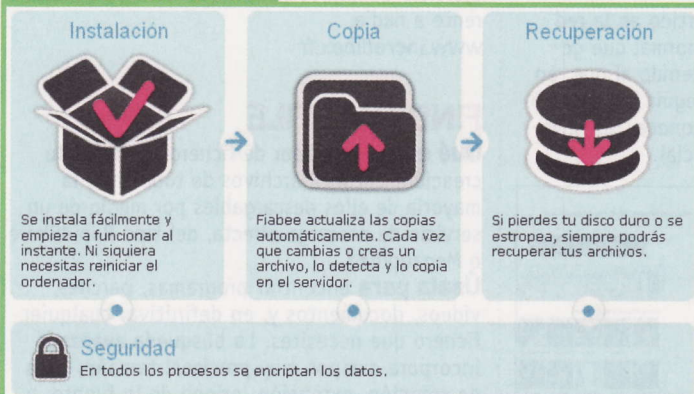 Instalación
Se instala fácilmente y
empieza a funcionar al
instante. Ni siquiera
necesitas reiniciar el
ordenador.
Copia
Fiabee actualiza las copias
automáticamente. Cada vez
que cambias o creas un
archivo, lo detecta y lo copia
en el servidor.
Recuperación
Si pierdes tu disco duro o se
estropea, siempre podrás
recuperar tus archivos.
Seguridad
En todos los procesos se encriptan los datos.